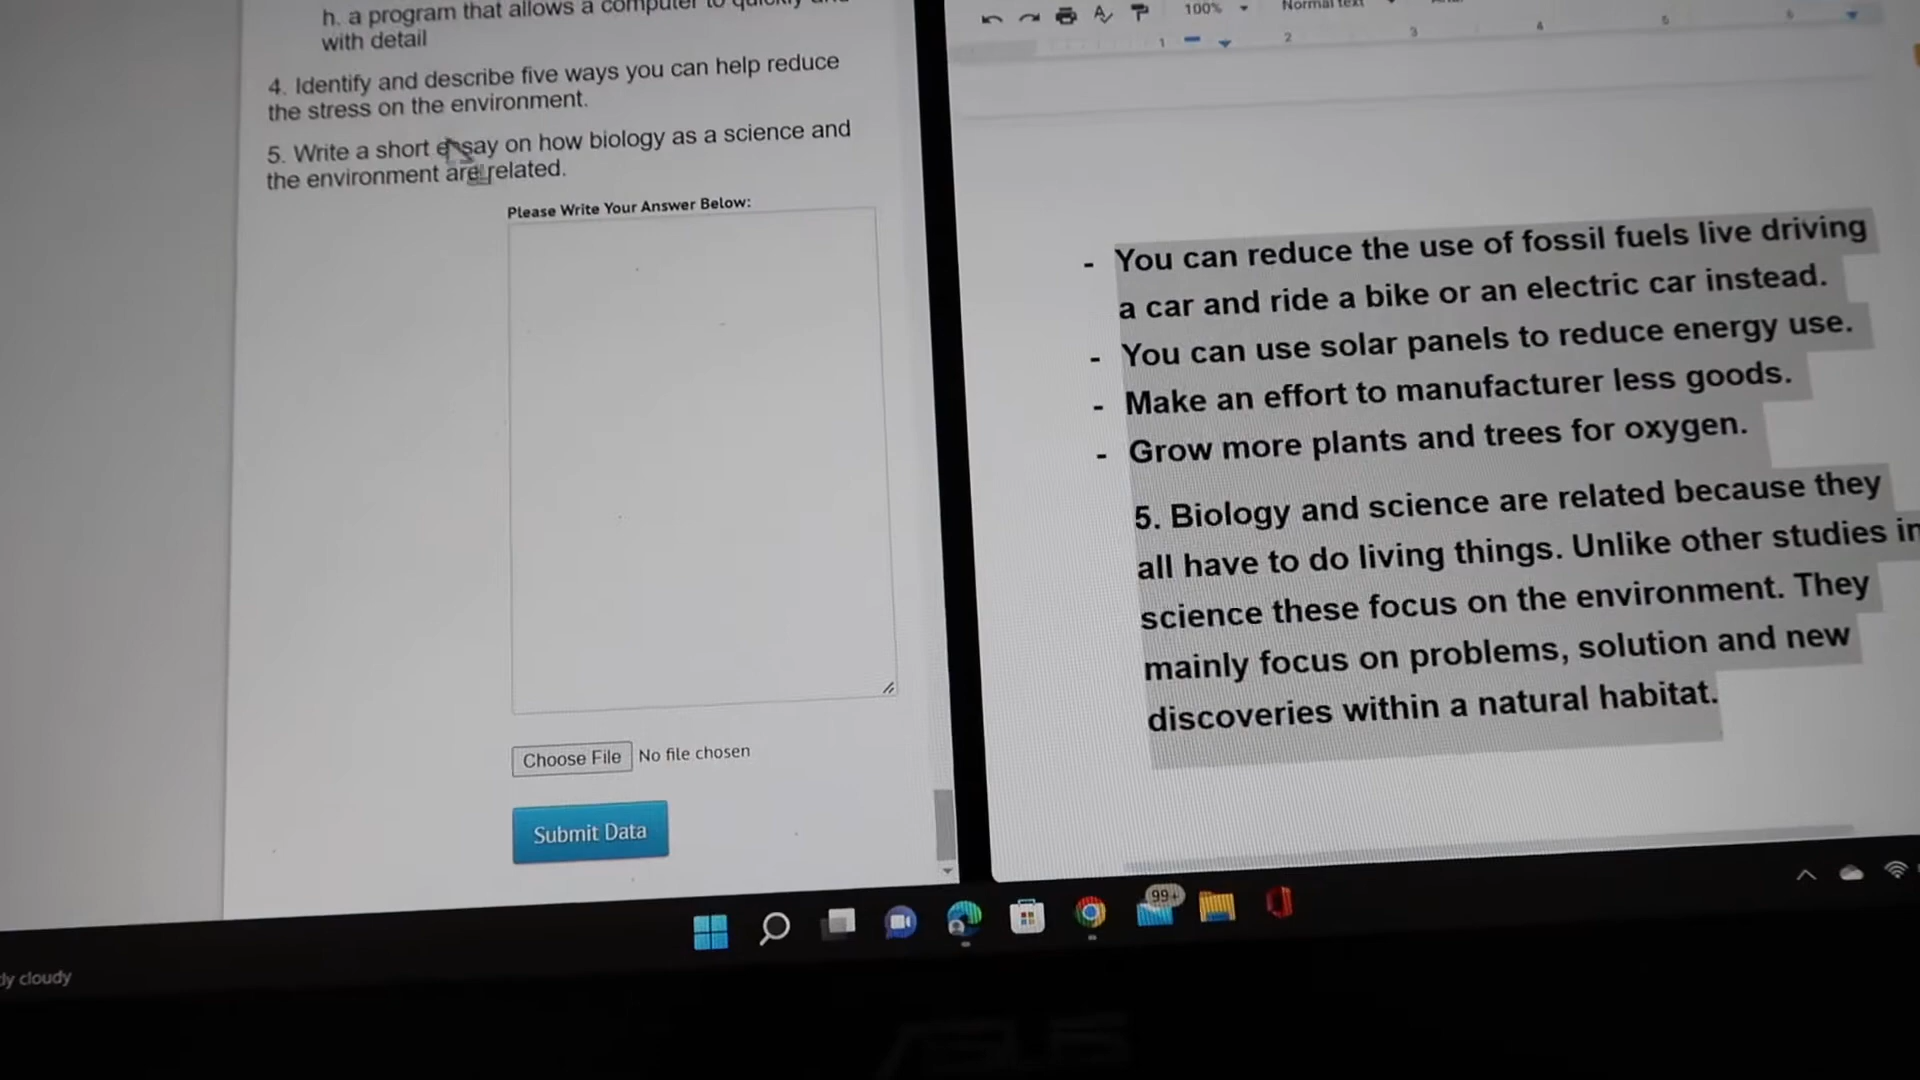 h. a program that allows a computer to quickly and
with detail
4. Identify and describe five ways you can help reduce
the stress on the environment.
5. Write a short essay on how biology as a science and
the environment are related.
Please Write Your Answer Below:
Choose File No file chosen
Submit Data
100% Normal text
1 2 3 4 5 6
- You can reduce the use of fossil fuels live driving
a car and ride a bike or an electric car instead.
- You can use solar panels to reduce energy use.
- Make an effort to manufacturer less goods.
- Grow more plants and trees for oxygen.
5. Biology and science are related because they
all have to do living things. Unlike other studies in
science these focus on the environment. They
mainly focus on problems, solution and new
discoveries within a natural habitat.
99+
cloudy
ASUS